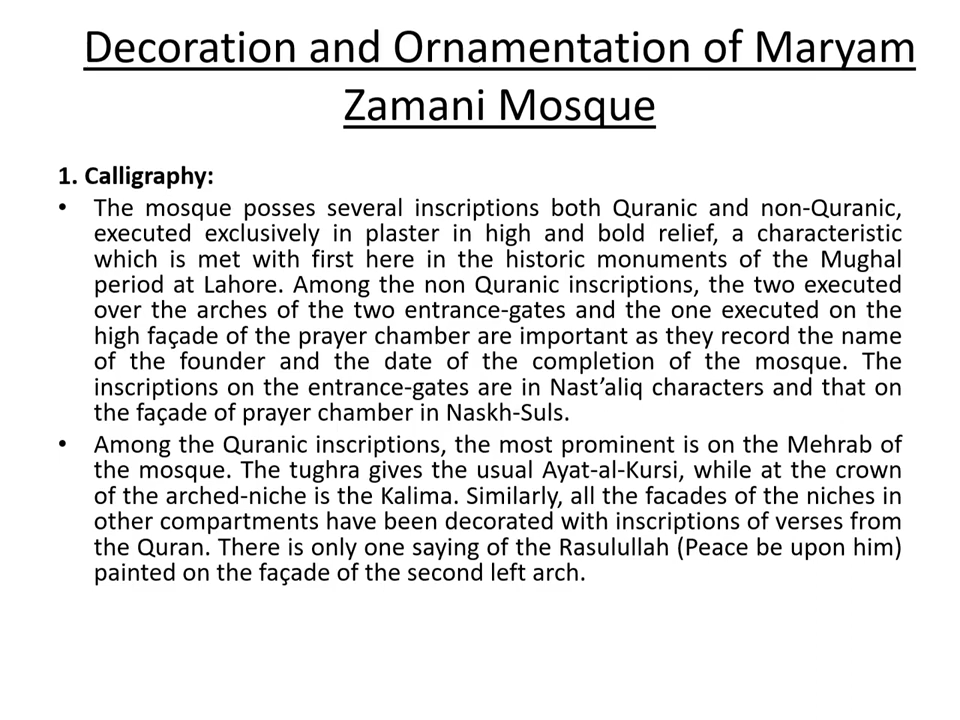 Decoration and Ornamentation of Maryam
Zamani Mosque
1. Calligraphy:
• The mosque posses several inscriptions both Quranic and non-Quranic,
executed exclusively in plaster in high and bold relief, a characteristic
which is met with first here in the historic monuments of the Mughal
period at Lahore. Among the non Quranic inscriptions, the two executed
over the arches of the two entrance-gates and the one executed on the
high façade of the prayer chamber are important as they record the name
of the founder and the date of the completion of the mosque. The
inscriptions on the entrance-gates are in Nast’aliq characters and that on
the façade of prayer chamber in Naskh-Suls.
• Among the Quranic inscriptions, the most prominent is on the Mehrab of
the mosque. The tughra gives the usual Ayat-al-Kursi, while at the crown
of the arched-niche is the Kalima. Similarly, all the facades of the niches in
other compartments have been decorated with inscriptions of verses from
the Quran. There is only one saying of the Rasulullah (Peace be upon him)
painted on the façade of the second left arch.